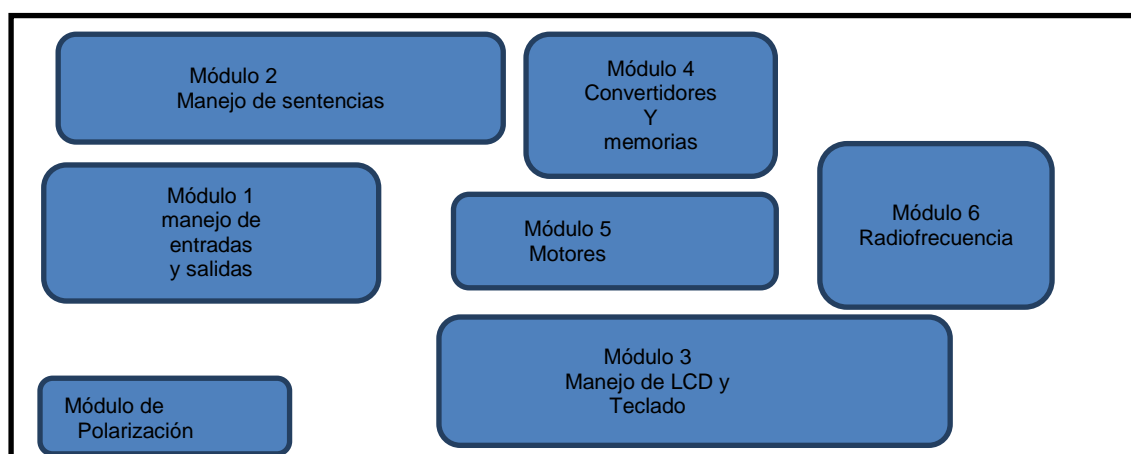 Módulo 2
Manejo de sentencias
Módulo 4
Convertidores
Y
memorias
Módulo 1
manejo de
entradas
y salidas
Módulo 5
Motores
Módulo 6
Radiofrecuencia
Módulo 3
Manejo de LCD y
Teclado
Módulo de
Polarización